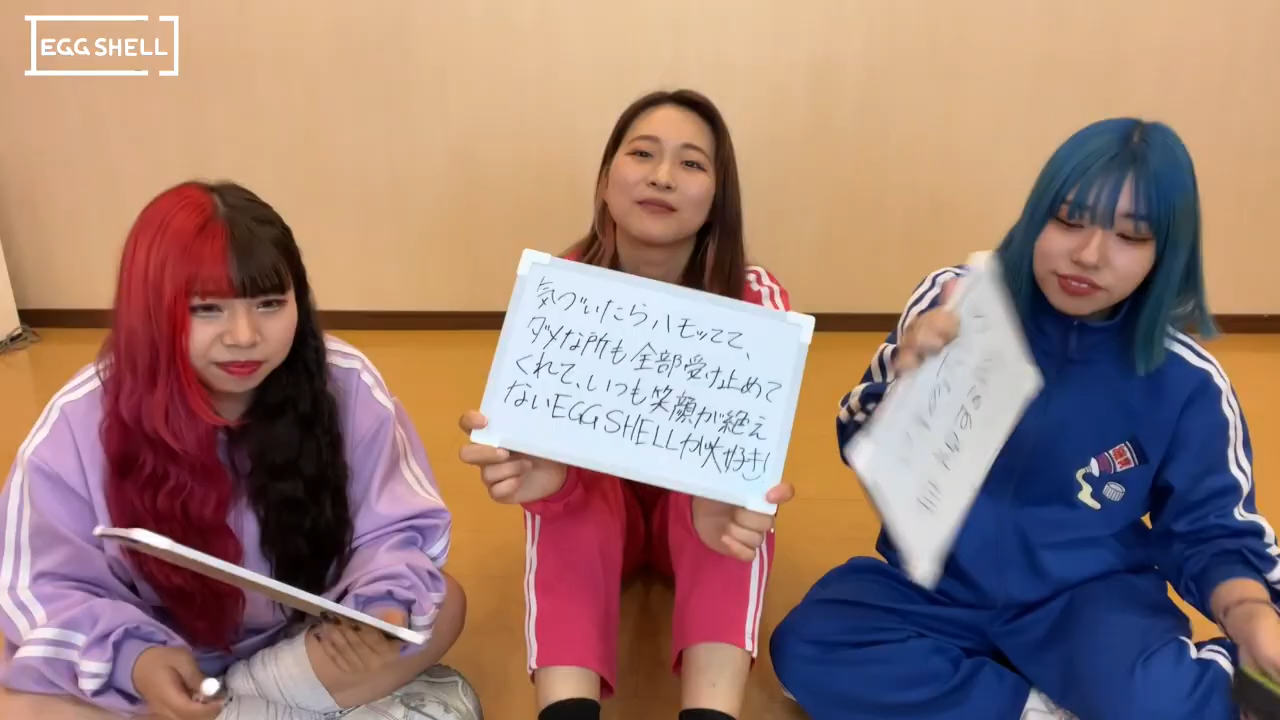 EGG SHELL
気づいたらハモッてて、
ダメな所も全部受け止めて
くれて、いつも笑顔が絶え
ないEGG SHELLが大好き!